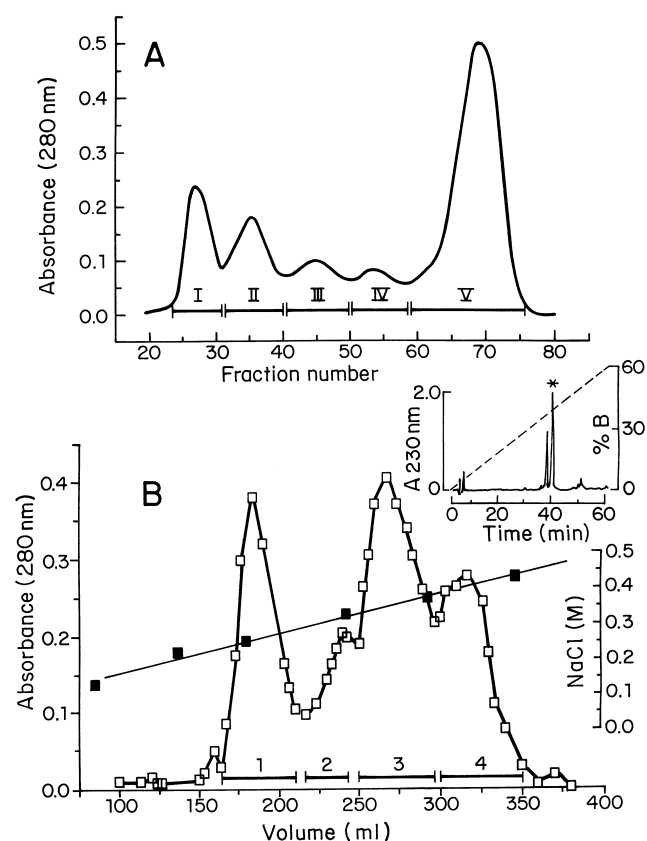 A
Absorbance (280 nm)
0.5
0.4
0.3
0.2
0.1
0.0
I II III IV V
20 30 40 50 60 70 80
Fraction number
A 230 nm
2.0
0
*
60
30
0
% B
0 20 40 60
Time (min)
B
Absorbance (280 nm)
0.4
0.3
0.2
0.1
0.0
0.5
0.4
0.3
0.2
0.1
0.0
NaCl (M)
1 2 3 4
100 150 200 250 300 350 400
Volume (ml)